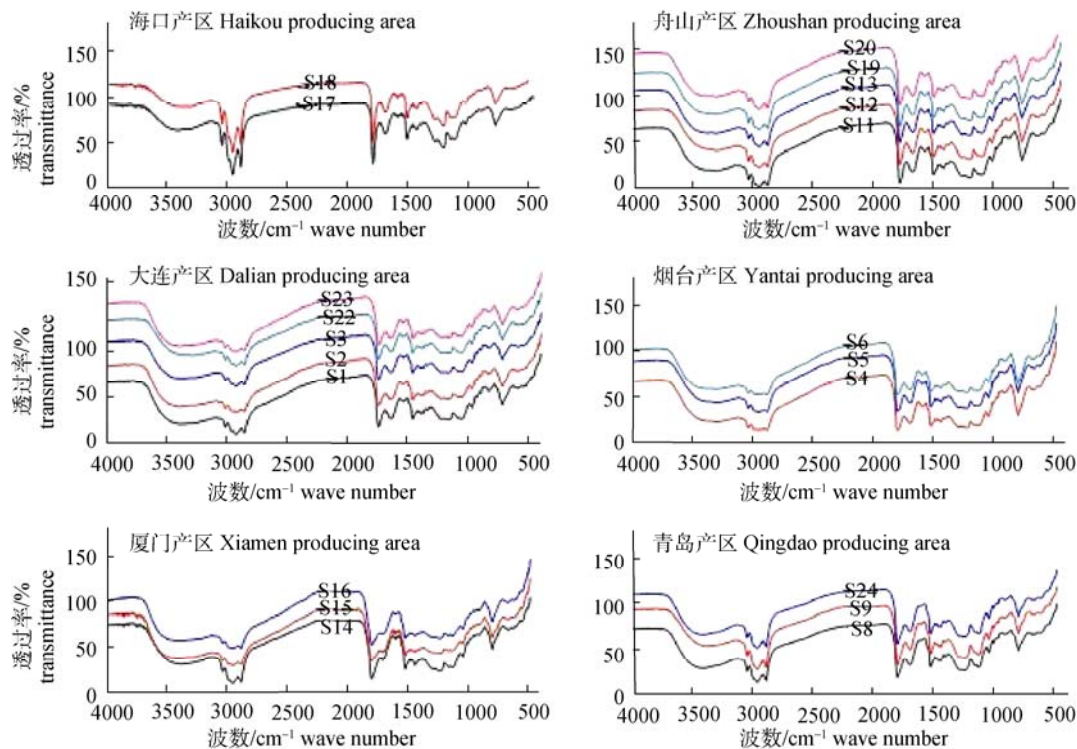 海口产区 Haikou producing area
透过率/% transmittance
100
50
0
S18
S17
4000 3500 3000 2500 2000 1500 1000 500
波数/cm⁻¹ wave number
舟山产区 Zhoushan producing area
150
100
50
0
S20
S19
S13
S12
S11
4000 3500 3000 2500 2000 1500 1000 500
波数/cm⁻¹ wave number
大连产区 Dalian producing area
透过率/% transmittance
150
100
50
0
S23
S22
S3
S2
S1
4000 3500 3000 2500 2000 1500 1000 500
波数/cm⁻¹ wave number
烟台产区 Yantai producing area
150
100
50
0
S6
S5
S4
4000 3500 3000 2500 2000 1500 1000 500
波数/cm⁻¹ wave number
厦门产区 Xiamen producing area
透过率/% transmittance
150
100
50
0
S16
S15
S14
4000 3500 3000 2500 2000 1500 1000 500
波数/cm⁻¹ wave number
青岛产区 Qingdao producing area
150
100
50
0
S24
S9
S8
4000 3500 3000 2500 2000 1500 1000 500
波数/cm⁻¹ wave number